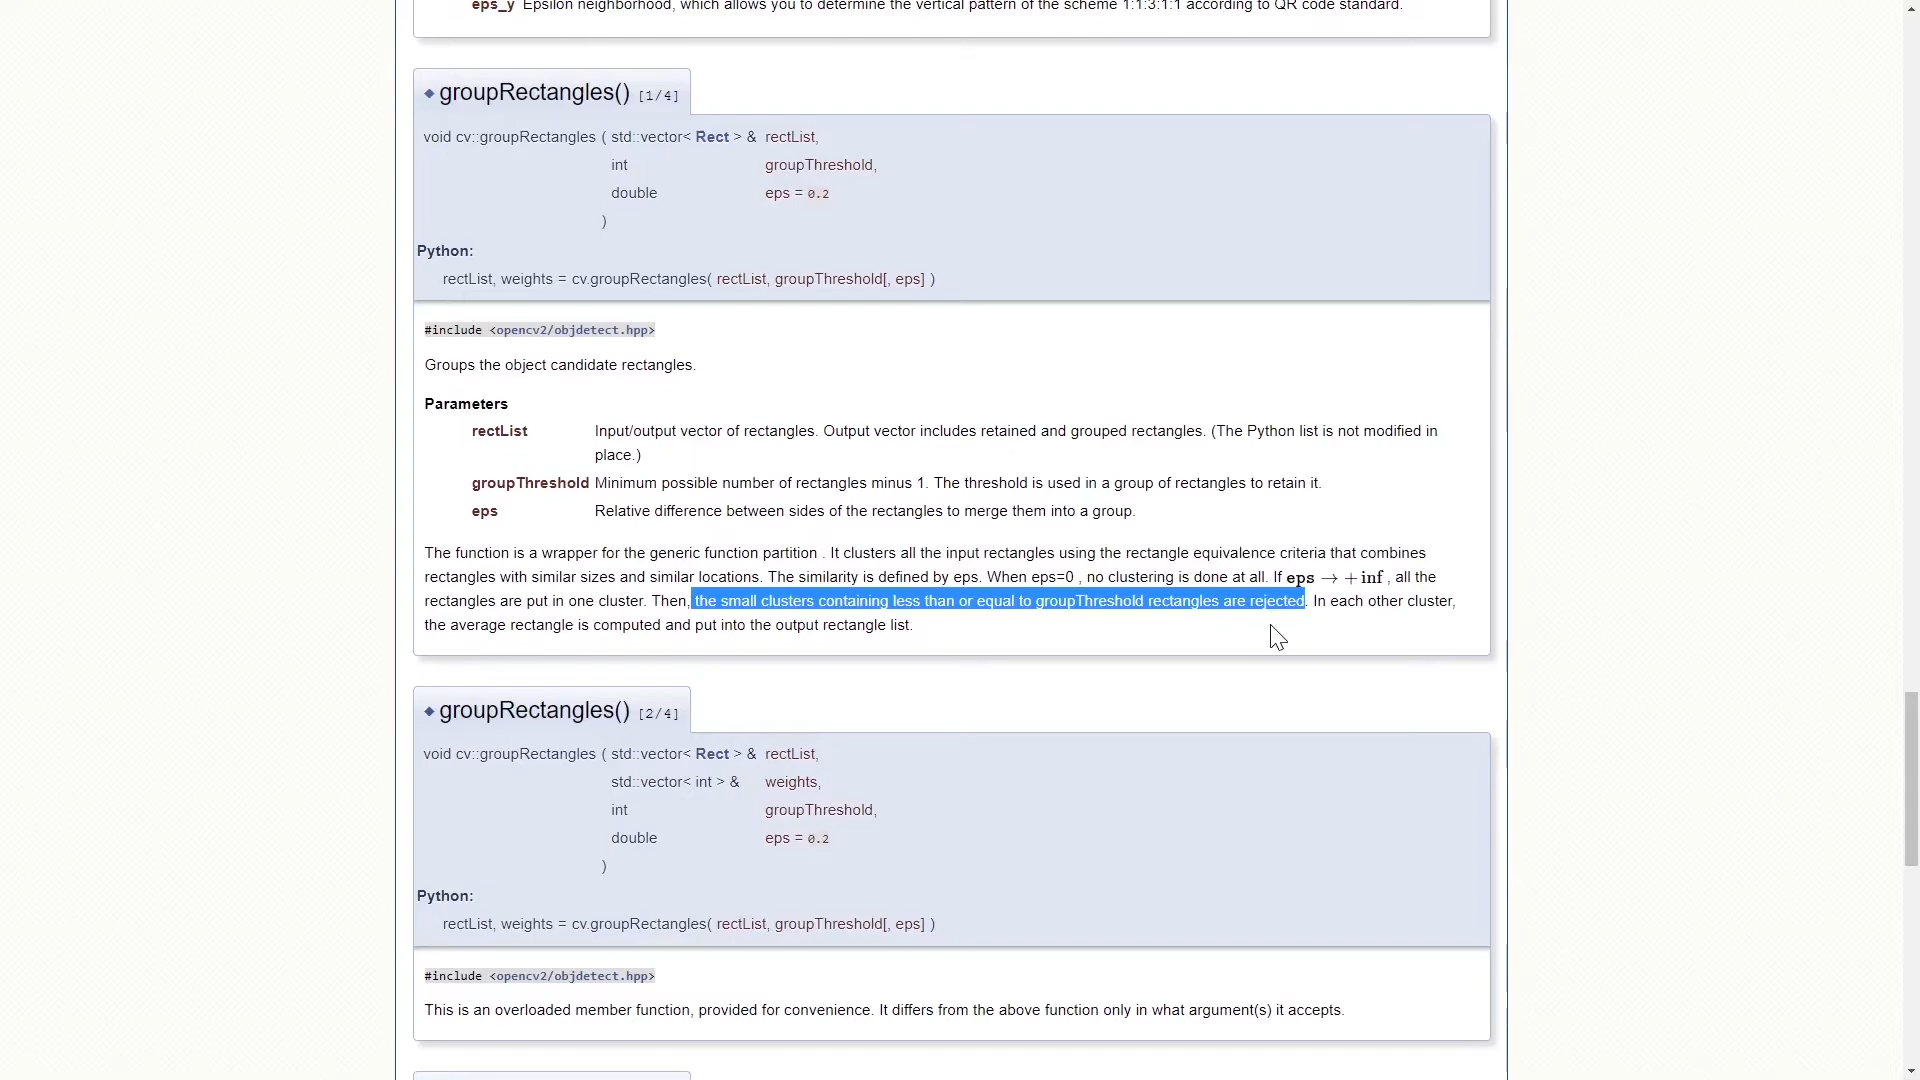 eps_y Epsilon neighborhood, which allows you to determine the vertical pattern of the scheme 1:1:3:1:1 according to QR code standard.
◆ groupRectangles() [1/4]
void cv::groupRectangles ( std::vector< Rect > & rectList,
int groupThreshold,
double eps = 0.2
)
Python:
rectList, weights = cv.groupRectangles( rectList, groupThreshold[, eps] )
#include <opencv2/objdetect.hpp>
Groups the object candidate rectangles.
Parameters
rectList Input/output vector of rectangles. Output vector includes retained and grouped rectangles. (The Python list is not modified in
place.)
groupThreshold Minimum possible number of rectangles minus 1. The threshold is used in a group of rectangles to retain it.
eps Relative difference between sides of the rectangles to merge them into a group.
The function is a wrapper for the generic function partition . It clusters all the input rectangles using the rectangle equivalence criteria that combines
rectangles with similar sizes and similar locations. The similarity is defined by eps. When eps=0 , no clustering is done at all. If eps → + inf , all the
rectangles are put in one cluster. Then, the small clusters containing less than or equal to groupThreshold rectangles are rejected. In each other cluster,
the average rectangle is computed and put into the output rectangle list.
◆ groupRectangles() [2/4]
void cv::groupRectangles ( std::vector< Rect > & rectList,
std::vector< int > & weights,
int groupThreshold,
double eps = 0.2
)
Python:
rectList, weights = cv.groupRectangles( rectList, groupThreshold[, eps] )
#include <opencv2/objdetect.hpp>
This is an overloaded member function, provided for convenience. It differs from the above function only in what argument(s) it accepts.